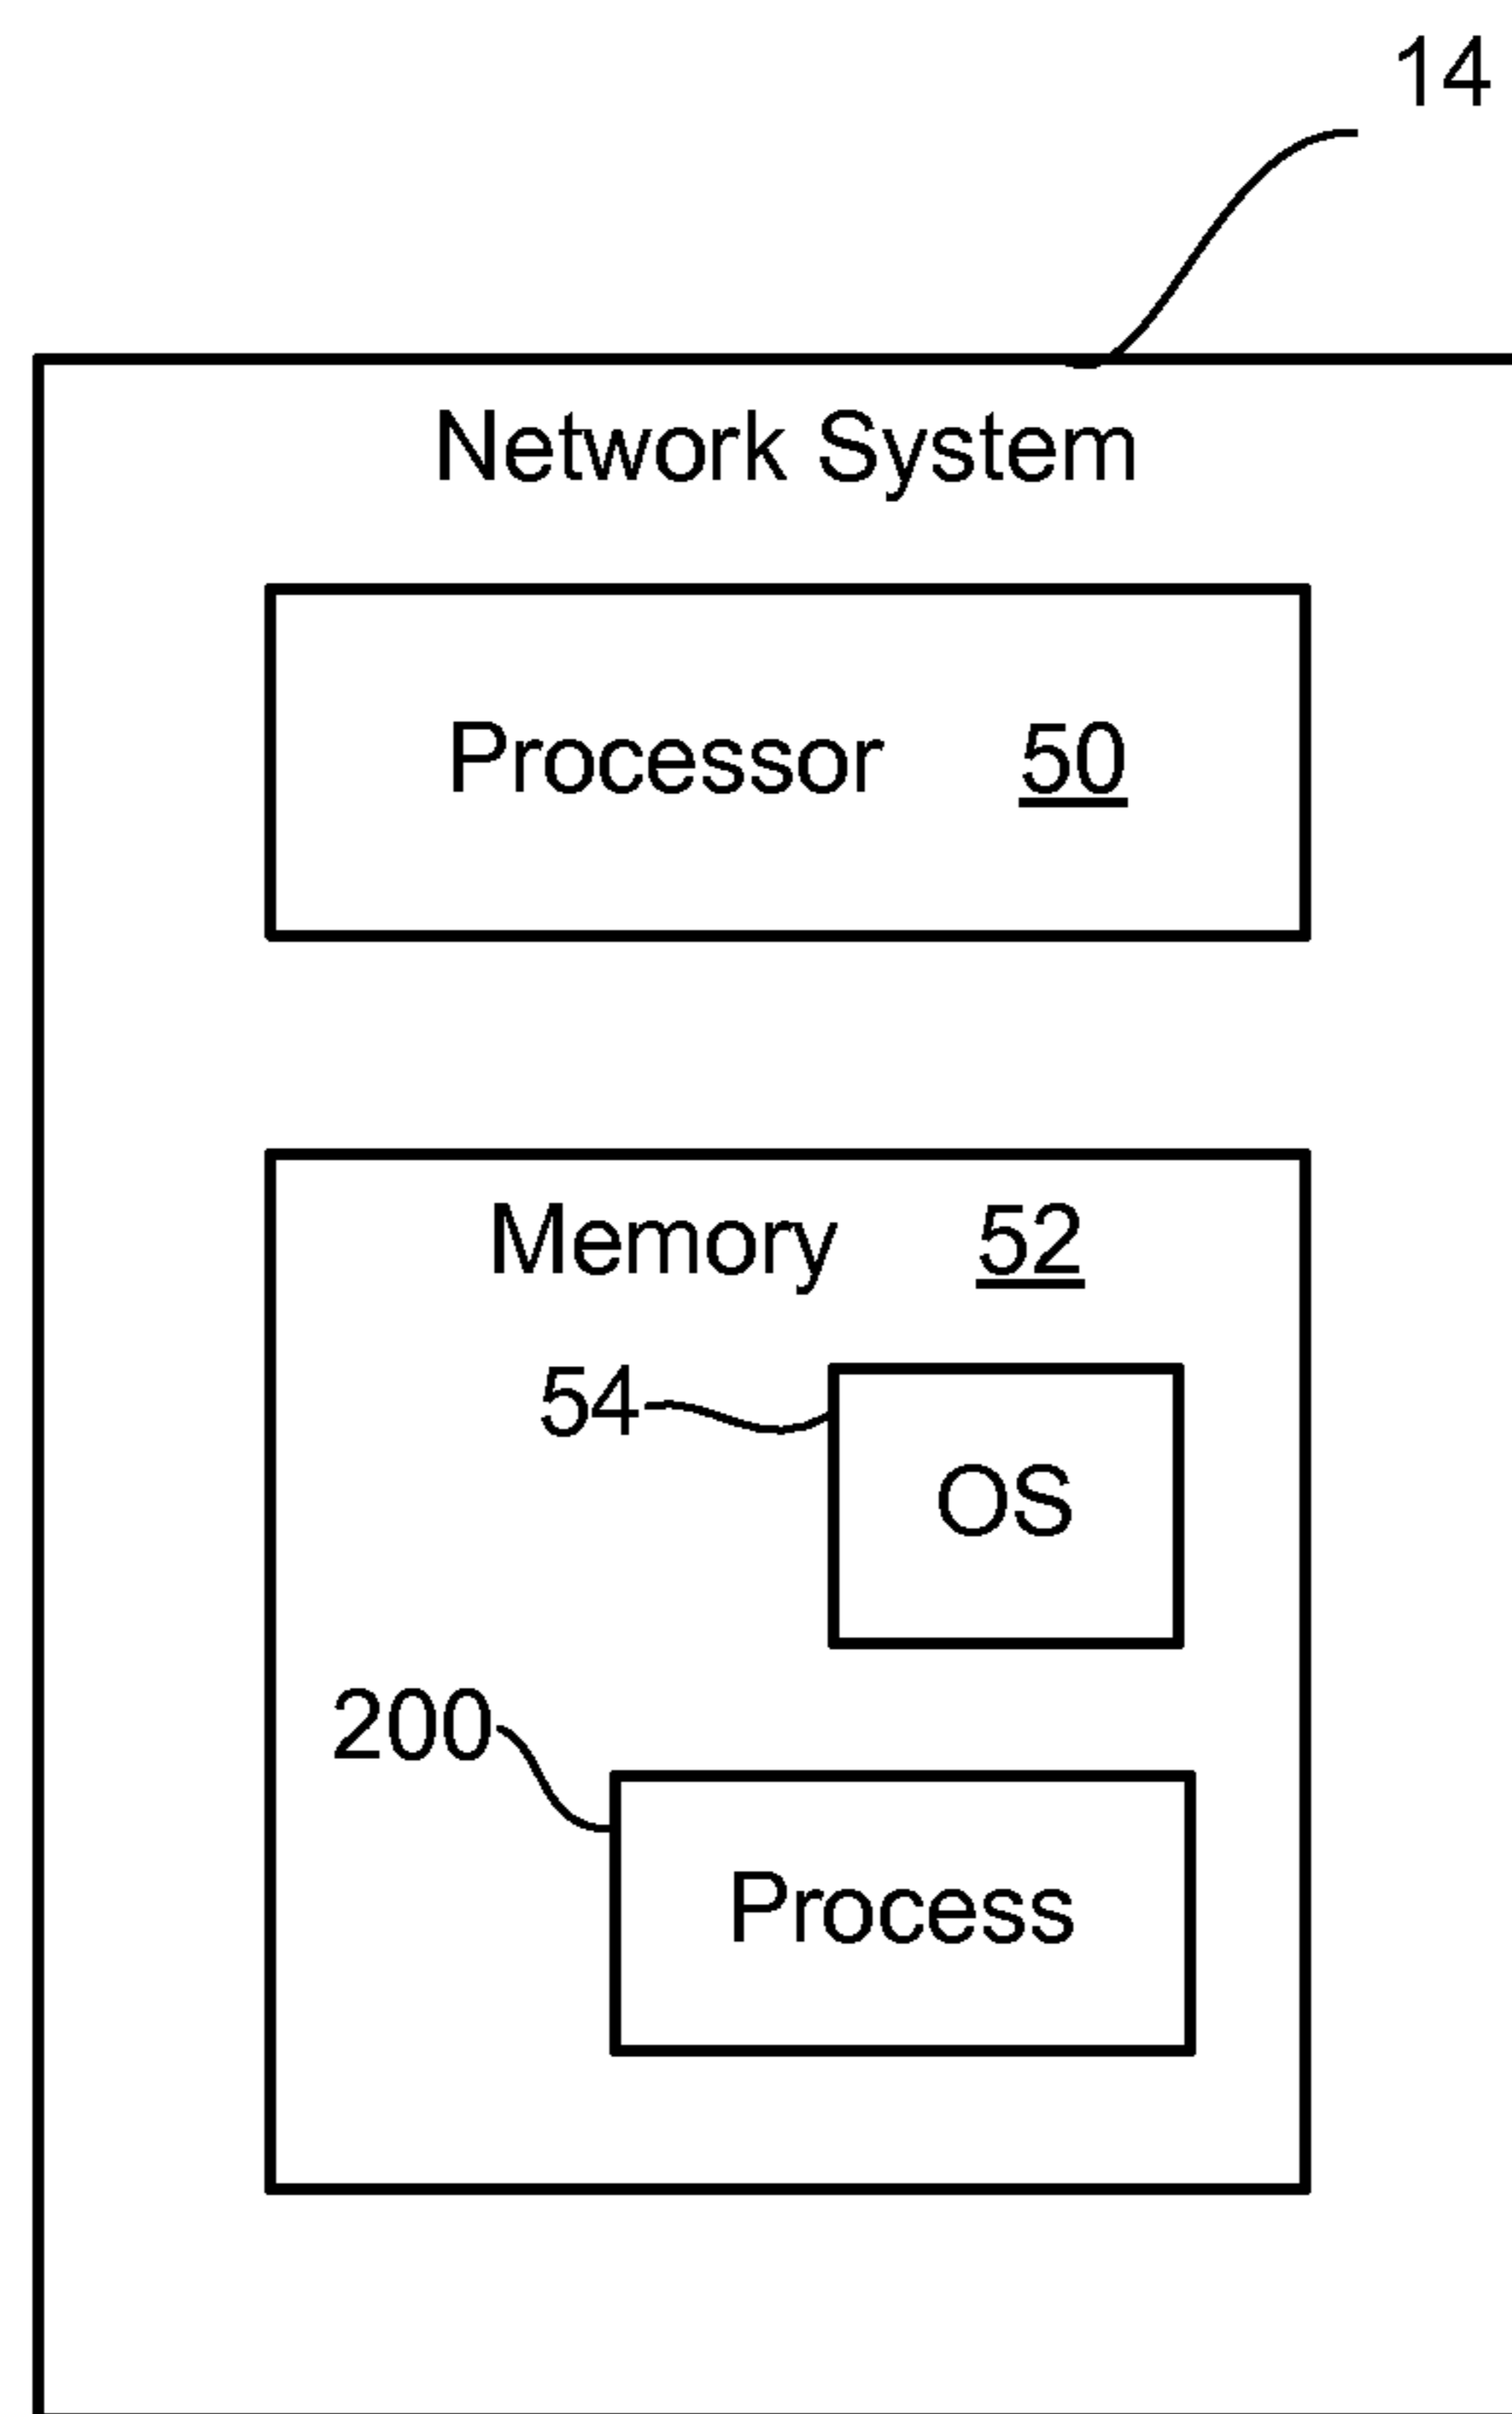 14
Network System
Processor 50
Memory 52
54
OS
200
Process